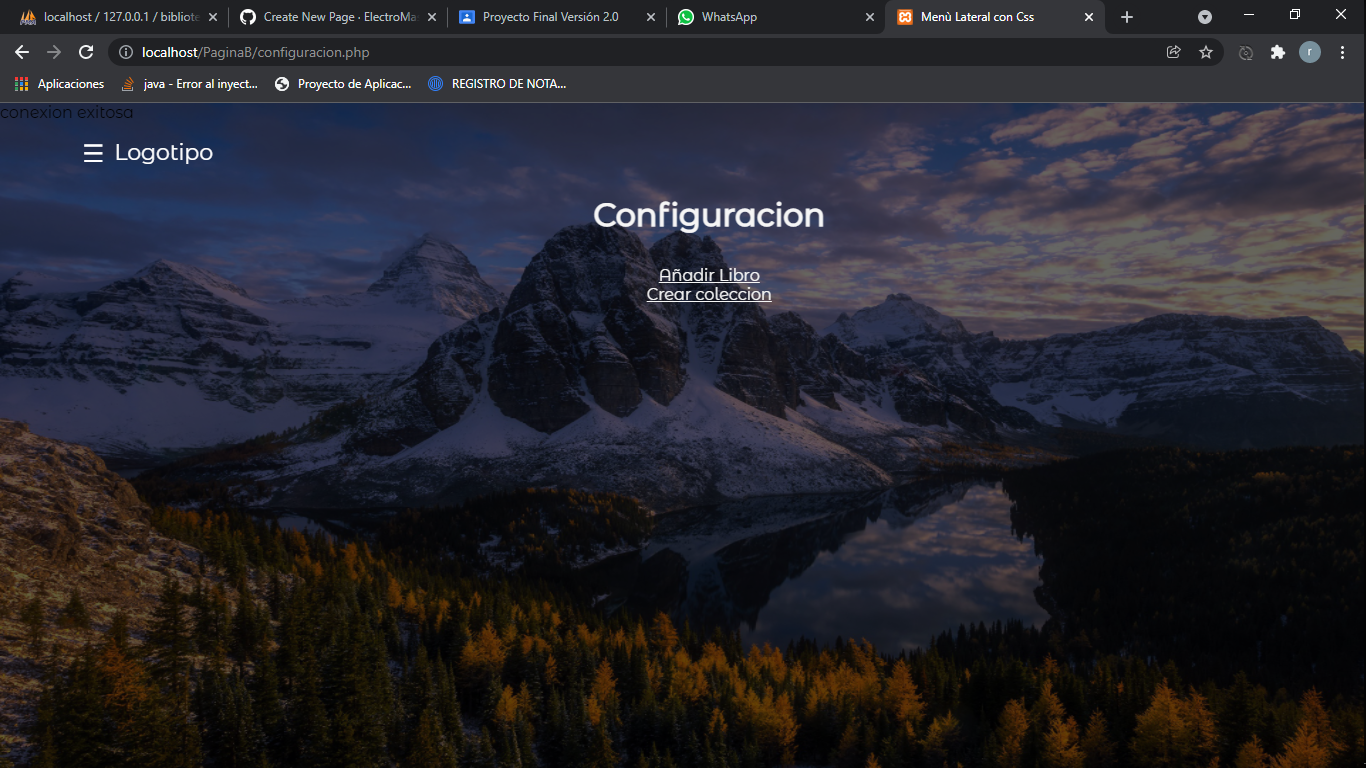 localhost / 127.0.0.1 / bibliote
Create New Page · ElectroMa
Proyecto Final Versión 2.0
WhatsApp
Menù Lateral con Css
localhost/PaginaB/configuracion.php
r
Aplicaciones
java - Error al inyect...
Proyecto de Aplicac...
REGISTRO DE NOTA...
conexion exitosa
☰ Logotipo
Configuracion
Añadir Libro
Crear coleccion